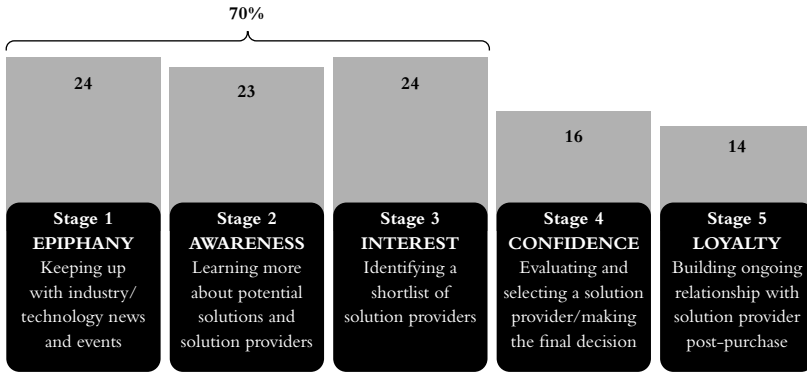 70%
24
23
24
16
14
Stage 1
EPIPHANY
Keeping up
with industry/
technology news
and events
Stage 2
AWARENESS
Learning more
about potential
solutions and
solution providers
Stage 3
INTEREST
Identifying a
shortlist of
solution providers
Stage 4
CONFIDENCE
Evaluating and
selecting a solution
provider/making
the final decision
Stage 5
LOYALTY
Building ongoing
relationship with
solution provider
post-purchase